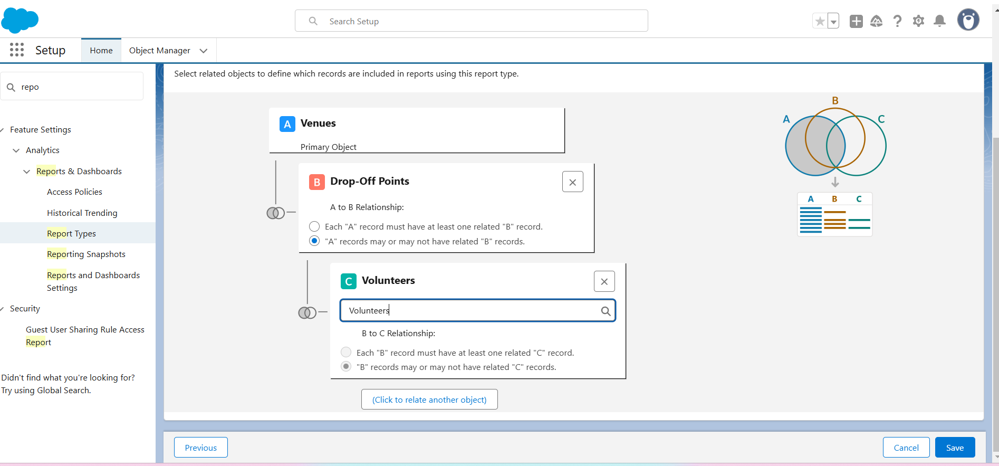 Search Setup
Setup
Home
Object Manager
repo
Feature Settings
Analytics
Reports & Dashboards
Access Policies
Historical Trending
Report Types
Reporting Snapshots
Reports and Dashboards
Settings
Security
Guest User Sharing Rule Access
Report
Didn't find what you're looking for?
Try using Global Search.
Select related objects to define which records are included in reports using this report type.
A Venues
Primary Object
B Drop-Off Points
A to B Relationship:
Each "A" record must have at least one related "B" record.
"A" records may or may not have related "B" records.
C Volunteers
Volunteers
B to C Relationship:
Each "B" record must have at least one related "C" record.
"B" records may or may not have related "C" records.
(Click to relate another object)
B
A
C
A B C
Previous
Cancel
Save